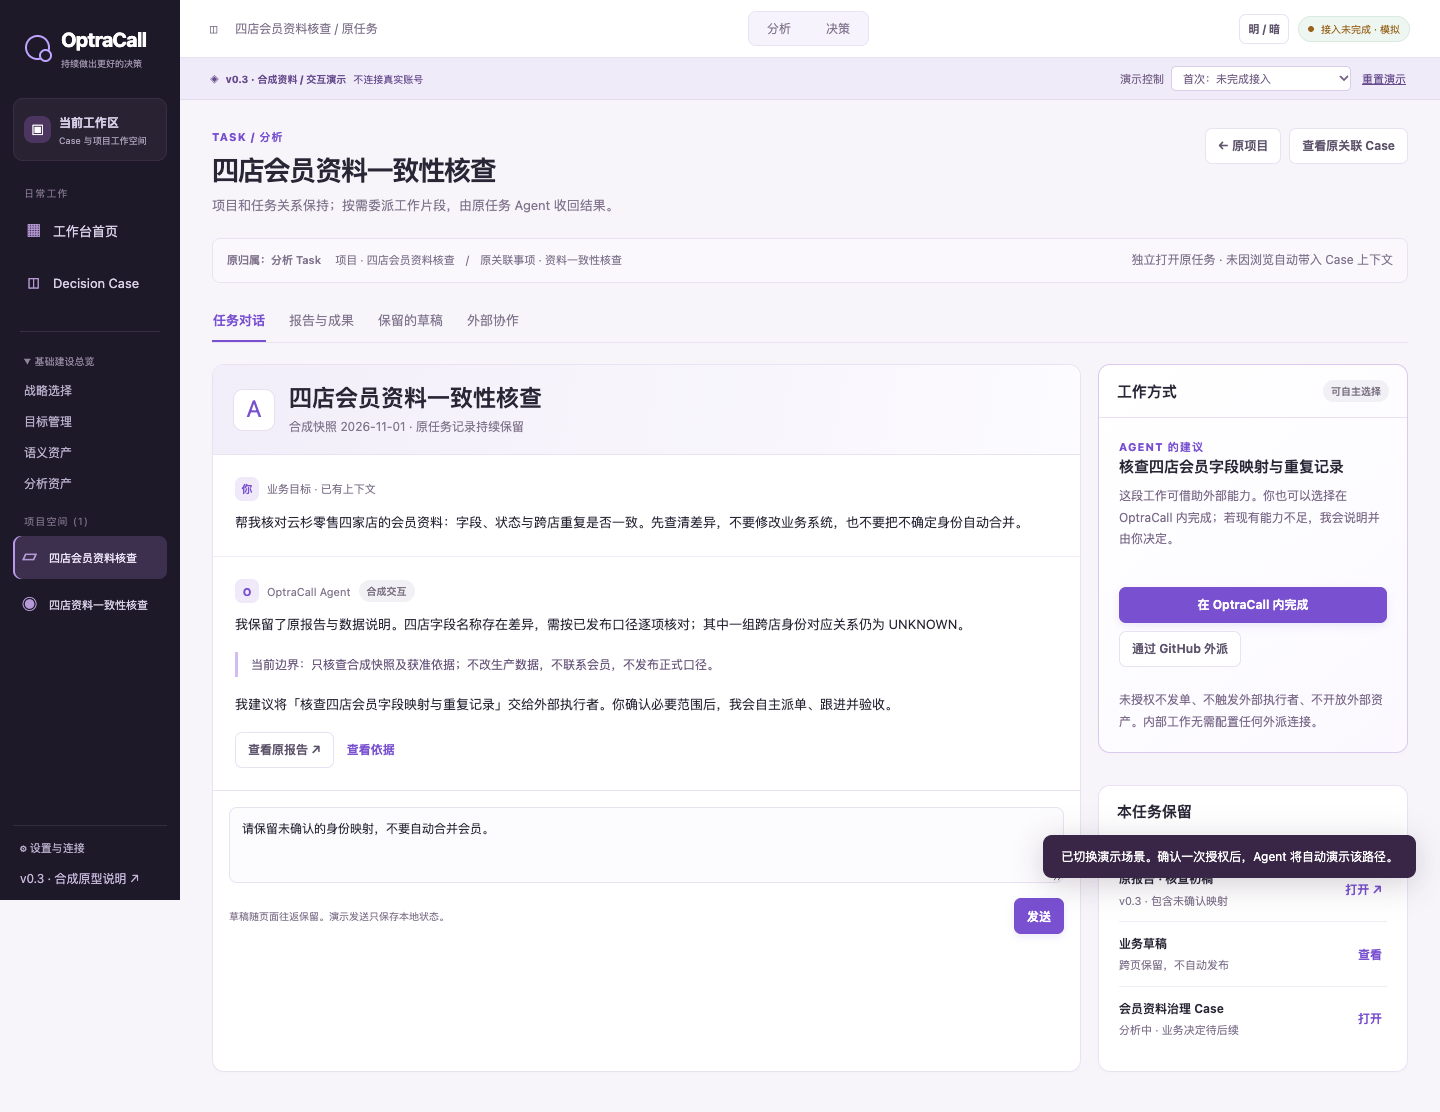 OptraCall
持续做出更好的决策
当前工作区
Case 与项目工作空间
日常工作
工作台首页
Decision Case
基础建设总览
战略选择
目标管理
语义资产
分析资产
项目空间 (1)
四店会员资料核查
四店资料一致性核查
设置与连接
v0.3 · 合成原型说明 ↗
四店会员资料核查 / 原任务
分析
决策
明 / 暗
接入未完成 · 模拟
v0.3 · 合成资料 / 交互演示 不连接真实账号
演示控制
首次：未完成接入
重置演示
TASK / 分析
四店会员资料一致性核查
项目和任务关系保持；按需委派工作片段，由原任务 Agent 收回结果。
← 原项目
查看原关联 Case
原归属：分析 Task 项目 · 四店会员资料核查 / 原关联事项 · 资料一致性核查
独立打开原任务 · 未因浏览自动带入 Case 上下文
任务对话
报告与成果
保留的草稿
外部协作
A
四店会员资料一致性核查
合成快照 2026-11-01 · 原任务记录持续保留
你
业务目标 · 已有上下文
帮我核对云杉零售四家店的会员资料：字段、状态与跨店重复是否一致。先查清差异，不要修改业务系统，也不要把不确定身份自动合并。
O
OptraCall Agent
合成交互
我保留了原报告与数据说明。四店字段名称存在差异，需按已发布口径逐项核对；其中一组跨店身份对应关系仍为 UNKNOWN。
当前边界：只核查合成快照及获准依据；不改生产数据，不联系会员，不发布正式口径。
我建议将「核查四店会员字段映射与重复记录」交给外部执行者。你确认必要范围后，我会自主派单、跟进并验收。
查看原报告 ↗
查看依据
请保留未确认的身份映射，不要自动合并会员。
草稿随页面往返保留。演示发送只保存本地状态。
发送
工作方式
可自主选择
AGENT 的建议
核查四店会员字段映射与重复记录
这段工作可借助外部能力。你也可以选择在
OptraCall 内完成；若现有能力不足，我会说明并
由你决定。
在 OptraCall 内完成
通过 GitHub 外派
未授权不发单、不触发外部执行者、不开放外部资
产。内部工作无需配置任何外派连接。
本任务保留
已切换演示场景。确认一次授权后，Agent 将自动演示该路径。
原报告 · 核查初稿
v0.3 · 包含未确认映射
打开 ↗
业务草稿
跨页保留，不自动发布
查看
会员资料治理 Case
分析中 · 业务决定待后续
打开